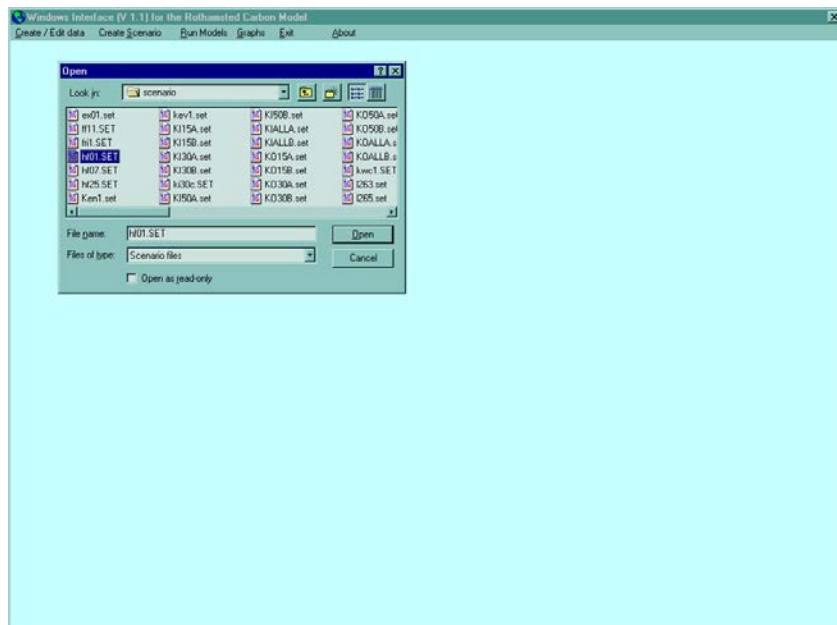 Windows Interface (V 1.1) for the Rothamsted Carbon Model
Create / Edit data Create Scenario Run Models Graphs Exit About
Open
Look in: scenario
ex01.set kev1.set KI50B.set KO50A.set
ff11.SET KI15A.set KIALLA.set KO50B.set
fri1.SET KI15B.set KIALLB.set KOALLA.s
hf01.SET KI30A.set KO15A.set KOALLB.s
hf07.SET KI30B.set KO15B.set kwc1.SET
hf25.SET ki30c.SET KO30A.set l263.set
Ken1.set KI50A.set KO30B.set l265.set
File name: hf01.SET Open
Files of type: Scenario files Cancel
Open as read-only